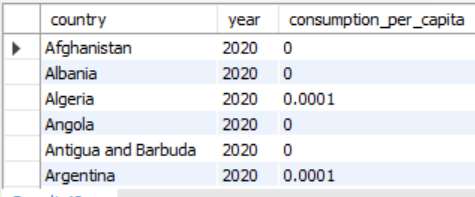 country year consumption_per_capita
Afghanistan 2020 0
Albania 2020 0
Algeria 2020 0.0001
Angola 2020 0
Antigua and Barbuda 2020 0
Argentina 2020 0.0001